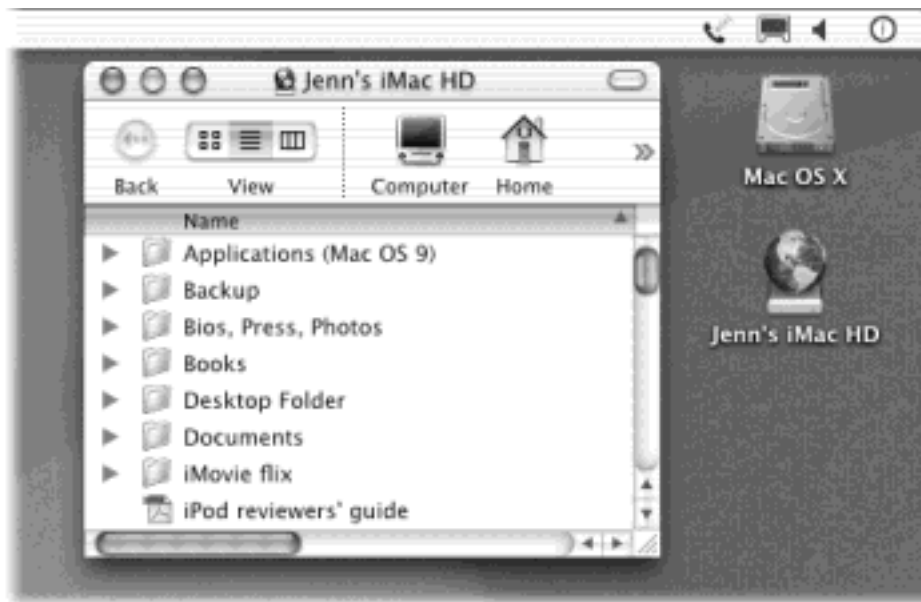 Jenn's iMac HD
Back View Computer Home
Name
Applications (Mac OS 9)
Backup
Bios, Press, Photos
Books
Desktop Folder
Documents
iMovie flix
iPod reviewers' guide
Mac OS X
Jenn's iMac HD